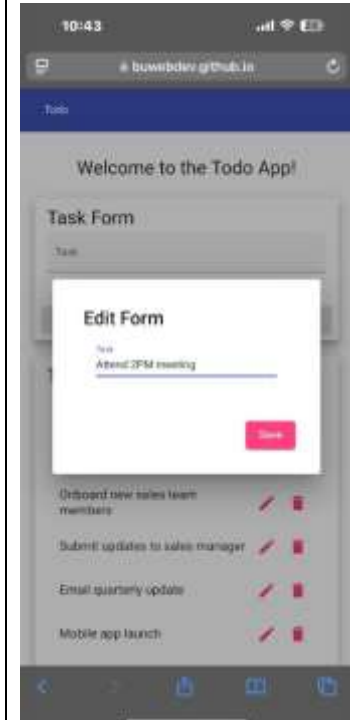 10:43
buwebdev.github.io
Todo
Welcome to the Todo App!
Task Form
Task
Edit Form
Task
Attend 2PM meeting
Save
T
Onboard new sales team
members
Submit updates to sales manager
Email quarterly update
Mobile app launch